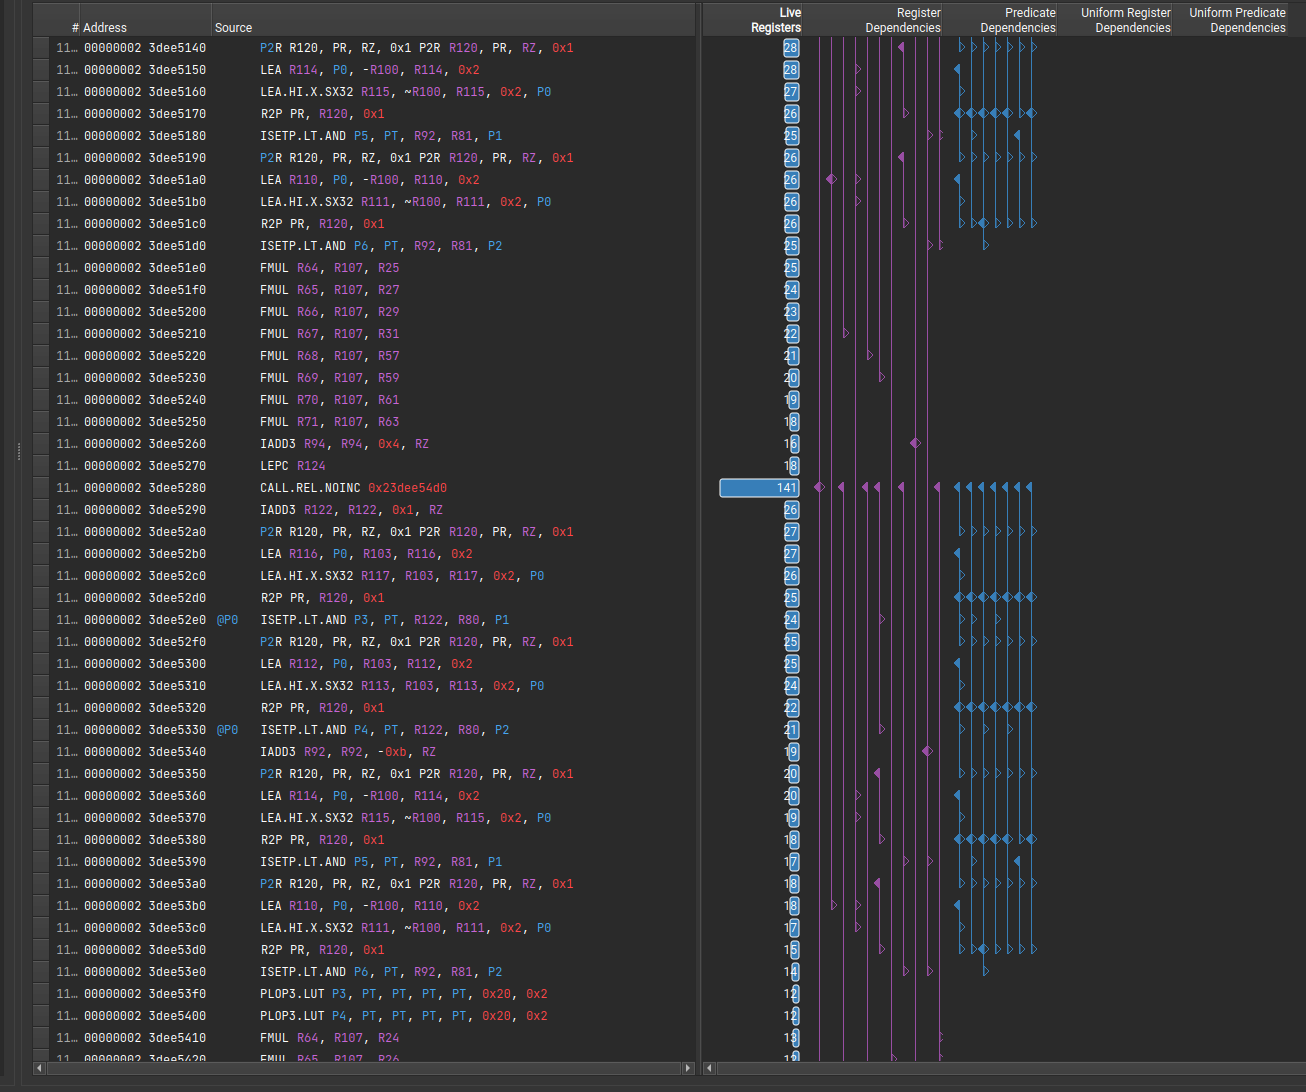 Live Register Predicate Uniform Register Uniform Predicate
# Address Source Registers Dependencies Dependencies Dependencies Dependencies
11… 00000002 3dee5140 P2R R120, PR, RZ, 0x1 P2R R120, PR, RZ, 0x1 28
11… 00000002 3dee5150 LEA R114, P0, -R100, R114, 0x2 28
11… 00000002 3dee5160 LEA.HI.X.SX32 R115, ~R100, R115, 0x2, P0 27
11… 00000002 3dee5170 R2P PR, R120, 0x1 26
11… 00000002 3dee5180 ISETP.LT.AND P5, PT, R92, R81, P1 25
11… 00000002 3dee5190 P2R R120, PR, RZ, 0x1 P2R R120, PR, RZ, 0x1 26
11… 00000002 3dee51a0 LEA R110, P0, -R100, R110, 0x2 26
11… 00000002 3dee51b0 LEA.HI.X.SX32 R111, ~R100, R111, 0x2, P0 26
11… 00000002 3dee51c0 R2P PR, R120, 0x1 26
11… 00000002 3dee51d0 ISETP.LT.AND P6, PT, R92, R81, P2 25
11… 00000002 3dee51e0 FMUL R64, R107, R25 25
11… 00000002 3dee51f0 FMUL R65, R107, R27 24
11… 00000002 3dee5200 FMUL R66, R107, R29 23
11… 00000002 3dee5210 FMUL R67, R107, R31 22
11… 00000002 3dee5220 FMUL R68, R107, R57 21
11… 00000002 3dee5230 FMUL R69, R107, R59 20
11… 00000002 3dee5240 FMUL R70, R107, R61 19
11… 00000002 3dee5250 FMUL R71, R107, R63 18
11… 00000002 3dee5260 IADD3 R94, R94, 0x4, RZ 16
11… 00000002 3dee5270 LEPC R124 18
11… 00000002 3dee5280 CALL.REL.NOINC 0x23dee54d0 141
11… 00000002 3dee5290 IADD3 R122, R122, 0x1, RZ 26
11… 00000002 3dee52a0 P2R R120, PR, RZ, 0x1 P2R R120, PR, RZ, 0x1 27
11… 00000002 3dee52b0 LEA R116, P0, R103, R116, 0x2 27
11… 00000002 3dee52c0 LEA.HI.X.SX32 R117, R103, R117, 0x2, P0 26
11… 00000002 3dee52d0 R2P PR, R120, 0x1 25
11… 00000002 3dee52e0 @P0 ISETP.LT.AND P3, PT, R122, R80, P1 24
11… 00000002 3dee52f0 P2R R120, PR, RZ, 0x1 P2R R120, PR, RZ, 0x1 25
11… 00000002 3dee5300 LEA R112, P0, R103, R112, 0x2 25
11… 00000002 3dee5310 LEA.HI.X.SX32 R113, R103, R113, 0x2, P0 24
11… 00000002 3dee5320 R2P PR, R120, 0x1 22
11… 00000002 3dee5330 @P0 ISETP.LT.AND P4, PT, R122, R80, P2 21
11… 00000002 3dee5340 IADD3 R92, R92, -0xb, RZ 19
11… 00000002 3dee5350 P2R R120, PR, RZ, 0x1 P2R R120, PR, RZ, 0x1 20
11… 00000002 3dee5360 LEA R114, P0, -R100, R114, 0x2 20
11… 00000002 3dee5370 LEA.HI.X.SX32 R115, ~R100, R115, 0x2, P0 19
11… 00000002 3dee5380 R2P PR, R120, 0x1 18
11… 00000002 3dee5390 ISETP.LT.AND P5, PT, R92, R81, P1 17
11… 00000002 3dee53a0 P2R R120, PR, RZ, 0x1 P2R R120, PR, RZ, 0x1 18
11… 00000002 3dee53b0 LEA R110, P0, -R100, R110, 0x2 18
11… 00000002 3dee53c0 LEA.HI.X.SX32 R111, ~R100, R111, 0x2, P0 17
11… 00000002 3dee53d0 R2P PR, R120, 0x1 15
11… 00000002 3dee53e0 ISETP.LT.AND P6, PT, R92, R81, P2 14
11… 00000002 3dee53f0 PLOP3.LUT P3, PT, PT, PT, PT, 0x20, 0x2 12
11… 00000002 3dee5400 PLOP3.LUT P4, PT, PT, PT, PT, 0x20, 0x2 12
11… 00000002 3dee5410 FMUL R64, R107, R24 13
11… 00000002 3dee5420 FMUL R65, R107, R26